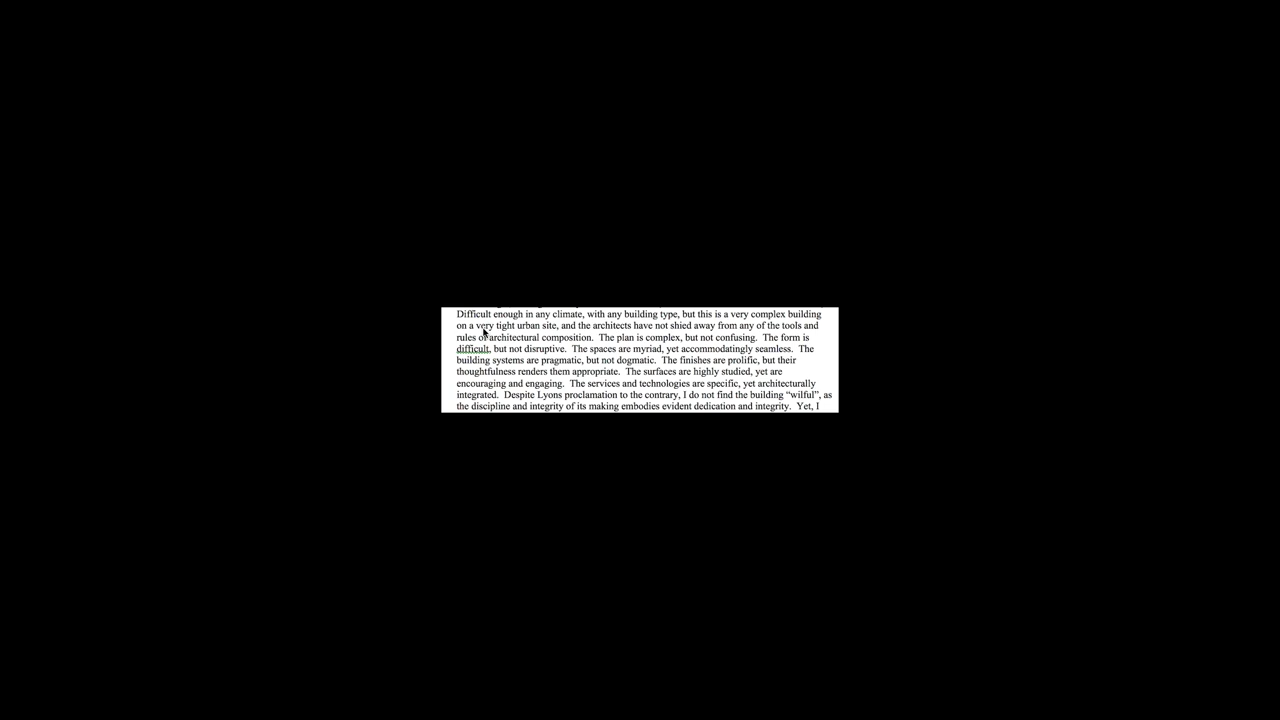 Difficult enough in any climate, with any building type, but this is a very complex building
on a very tight urban site, and the architects have not shied away from any of the tools and
rules of architectural composition.  The plan is complex, but not confusing.  The form is
difficult, but not disruptive.  The spaces are myriad, yet accommodatingly seamless.  The
building systems are pragmatic, but not dogmatic.  The finishes are prolific, but their
thoughtfulness renders them appropriate.  The surfaces are highly studied, yet are
encouraging and engaging.  The services and technologies are specific, yet architecturally
integrated.  Despite Lyons proclamation to the contrary, I do not find the building “wilful”, as
the discipline and integrity of its making embodies evident dedication and integrity.  Yet, I